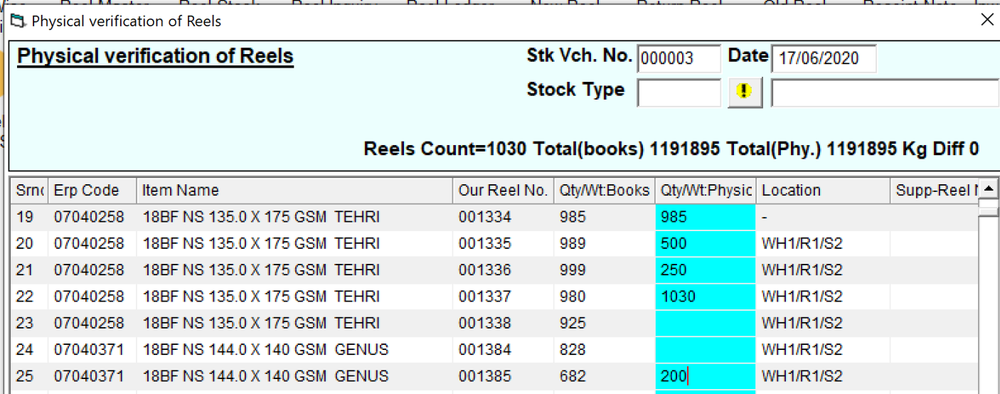 Physical verification of Reels
Physical verification of Reels Stk Vch. No. 000003 Date 17/06/2020
Stock Type
Reels Count=1030 Total(books) 1191895 Total(Phy.) 1191895 Kg Diff 0
Srno Erp Code Item Name Our Reel No. Qty/Wt:Books Qty/Wt:Physic Location Supp-Reel
19 07040258 18BF NS 135.0 X 175 GSM TEHRI 001334 985 985 -
20 07040258 18BF NS 135.0 X 175 GSM TEHRI 001335 989 500 WH1/R1/S2
21 07040258 18BF NS 135.0 X 175 GSM TEHRI 001336 999 250 WH1/R1/S2
22 07040258 18BF NS 135.0 X 175 GSM TEHRI 001337 980 1030 WH1/R1/S2
23 07040258 18BF NS 135.0 X 175 GSM TEHRI 001338 925 WH1/R1/S2
24 07040371 18BF NS 144.0 X 140 GSM GENUS 001384 828 WH1/R1/S2
25 07040371 18BF NS 144.0 X 140 GSM GENUS 001385 682 200 WH1/R1/S2